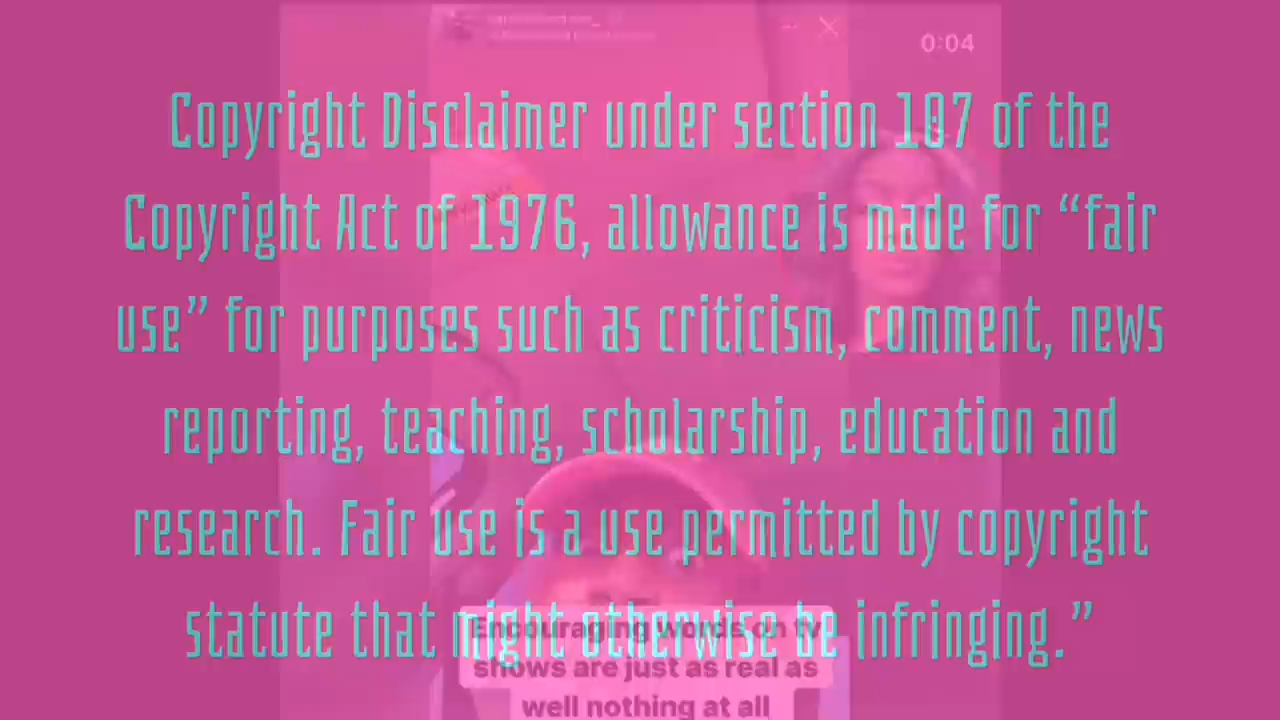 0:04
Copyright Disclaimer under section 107 of the
Copyright Act of 1976, allowance is made for “fair
use” for purposes such as criticism, comment, news
reporting, teaching, scholarship, education and
research. Fair use is a use permitted by copyright
statute that might otherwise be infringing.”
Encouraging words on tv
shows are just as real as
well nothing at all